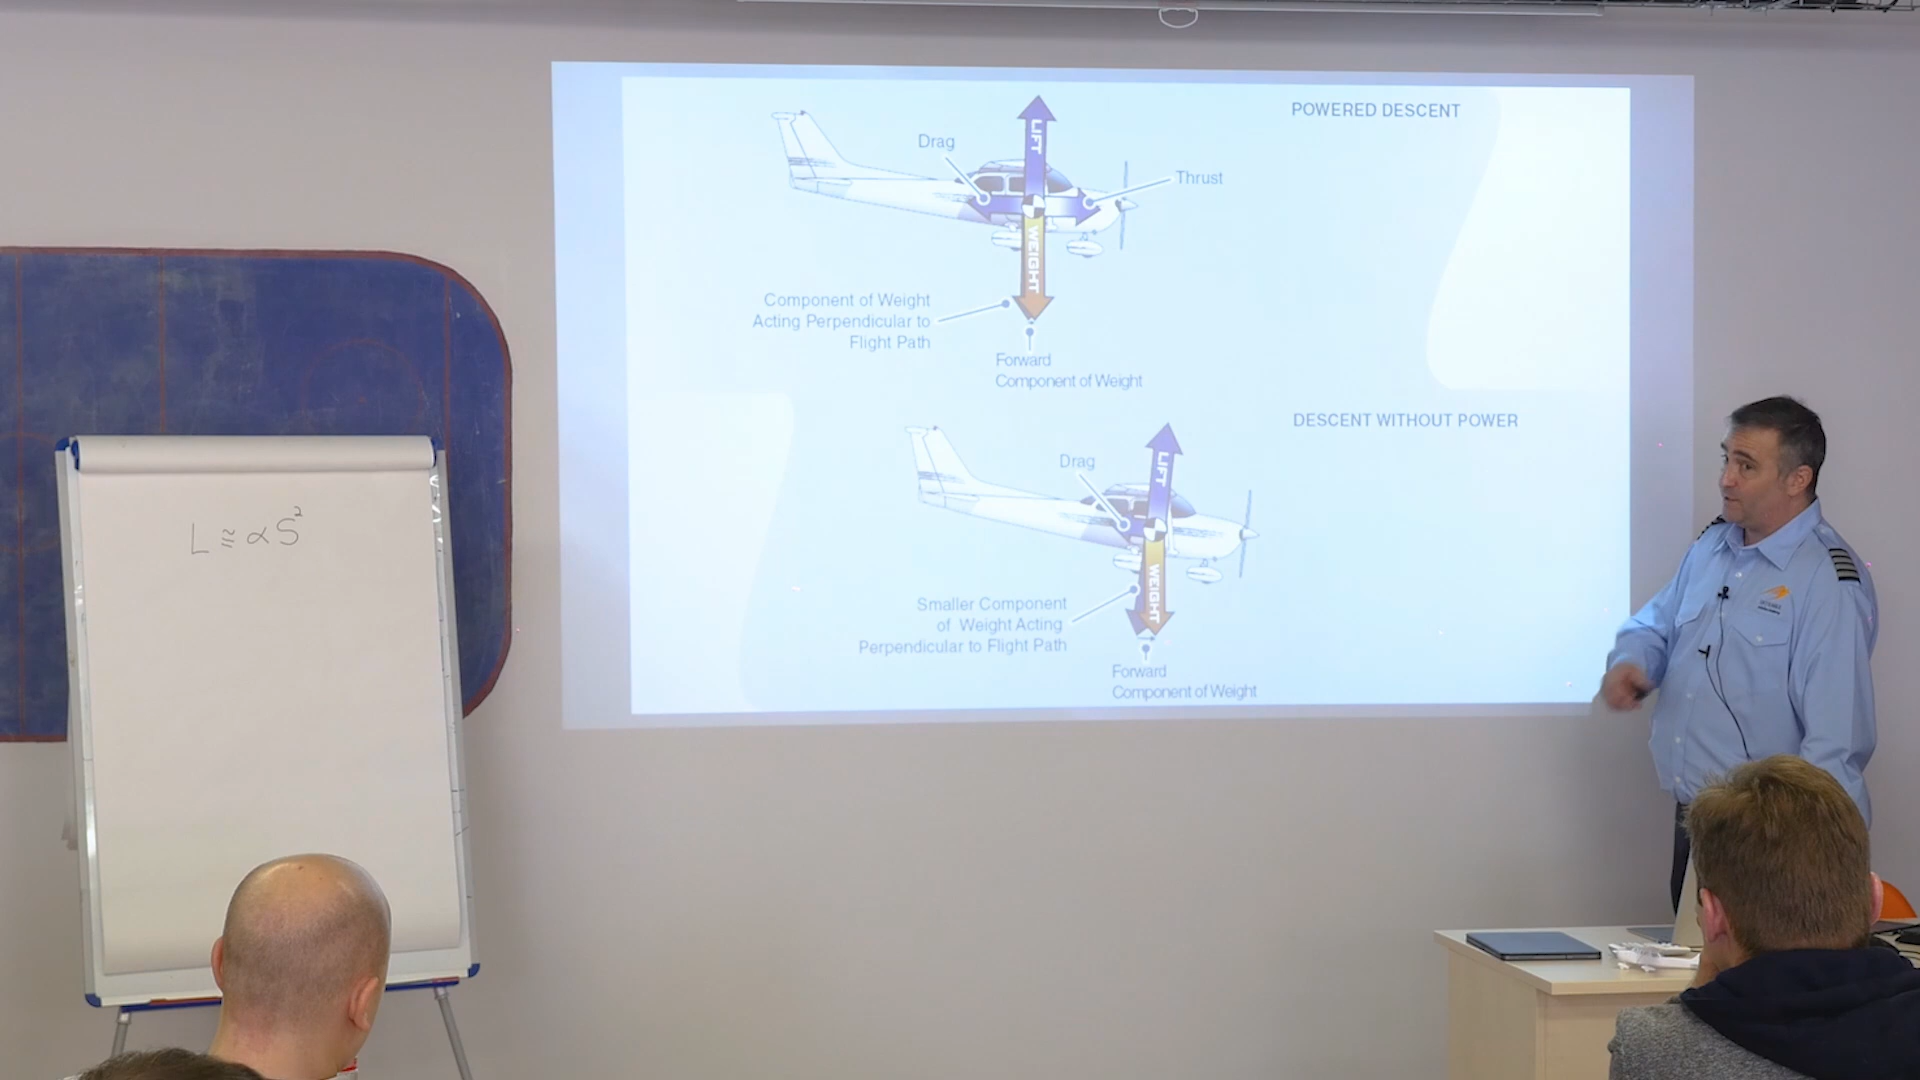 POWERED DESCENT
LIFT
Drag
Thrust
WEIGHT
Component of Weight
Acting Perpendicular to
Flight Path
Forward
Component of Weight
DESCENT WITHOUT POWER
LIFT
Drag
WEIGHT
Smaller Component
of Weight Acting
Perpendicular to Flight Path
Forward
Component of Weight
L ≅ αS²